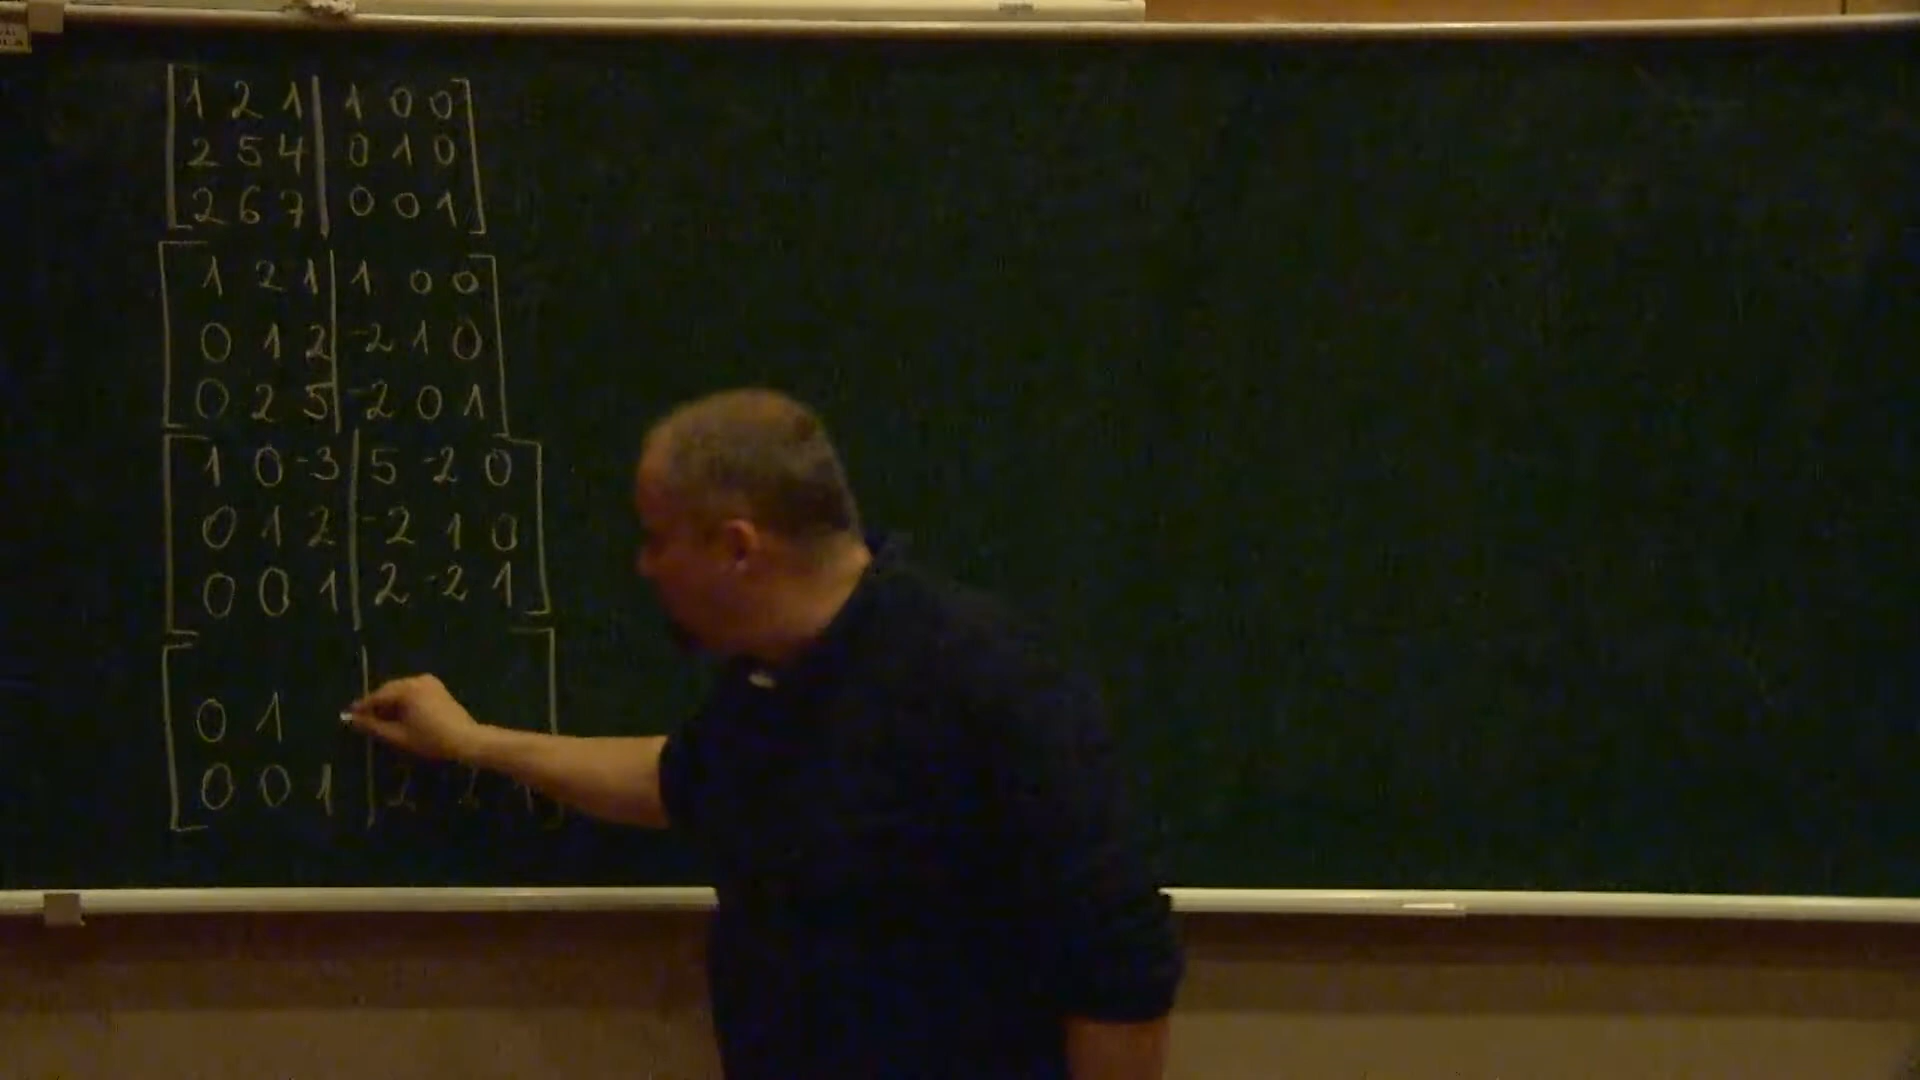 1 2 1 | 1 0 0
2 5 4 | 0 1 0
2 6 7 | 0 0 1
1 2 1 | 1 0 0
0 1 2 | -2 1 0
0 2 5 | -2 0 1
1 0 -3 | 5 -2 0
0 1 2 | -2 1 0
0 0 1 | 2 -2 1
0 1
0 0 1 | 2 -2 1